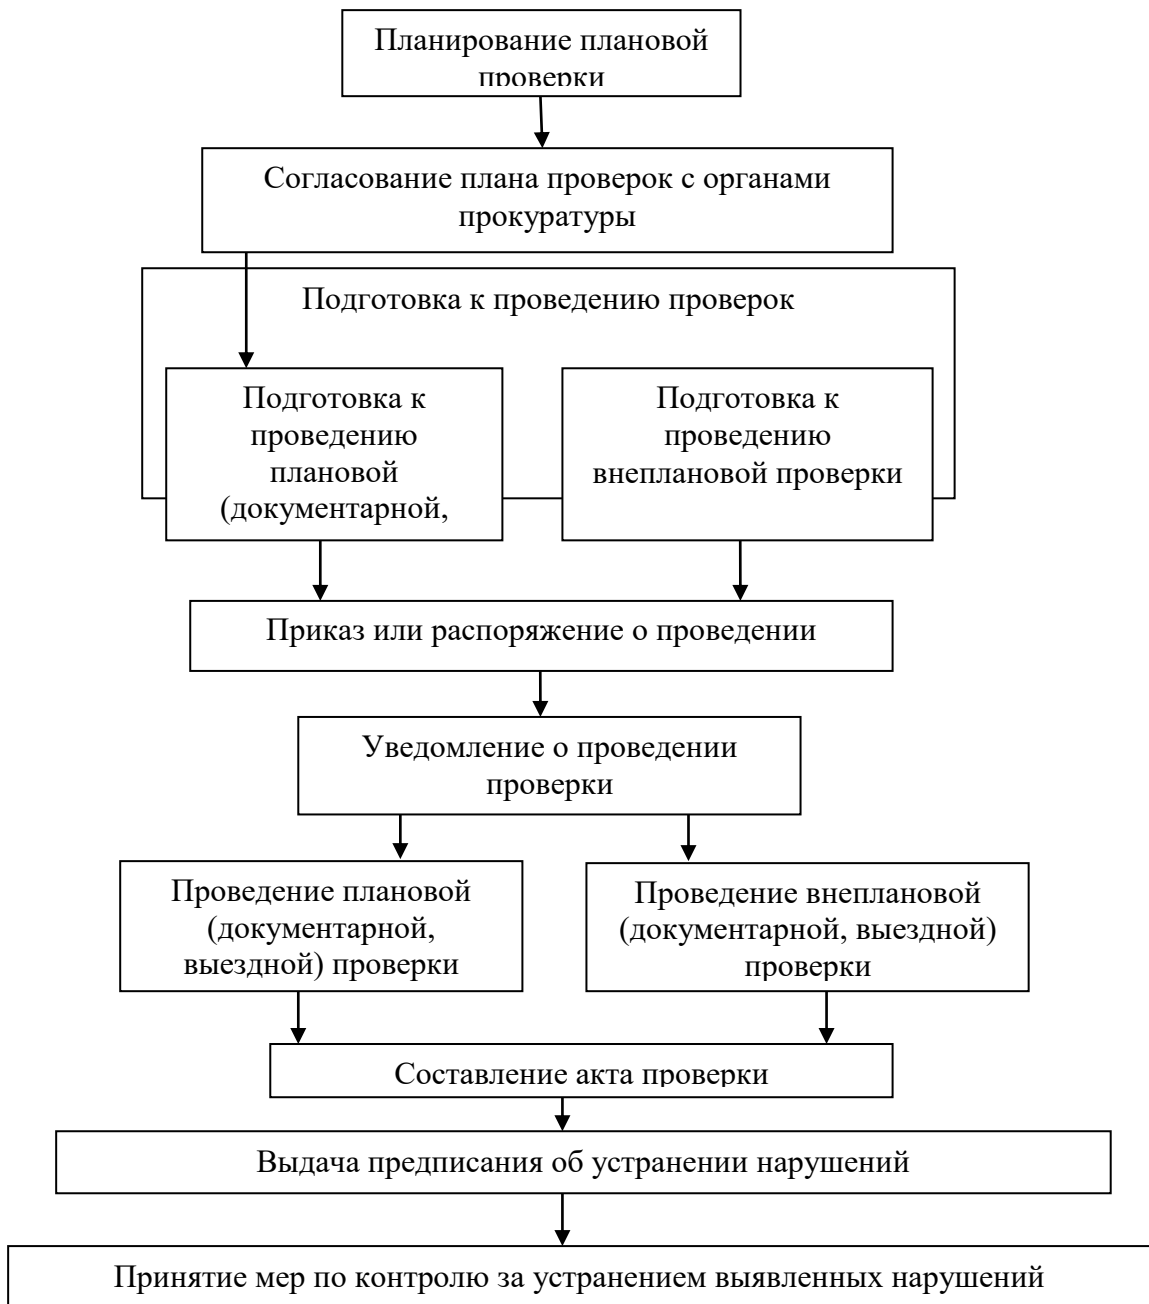 Планирование плановой
проверки
Согласование плана проверок с органами
прокуратуры
Подготовка к проведению проверок
Подготовка к
проведению
плановой
(документарной,
Подготовка к
проведению
внеплановой проверки
Приказ или распоряжение о проведении
Уведомление о проведении
проверки
Проведение плановой
(документарной,
выездной) проверки
Проведение внеплановой
(документарной, выездной)
проверки
Составление акта проверки
Выдача предписания об устранении нарушений
Принятие мер по контролю за устранением выявленных нарушений